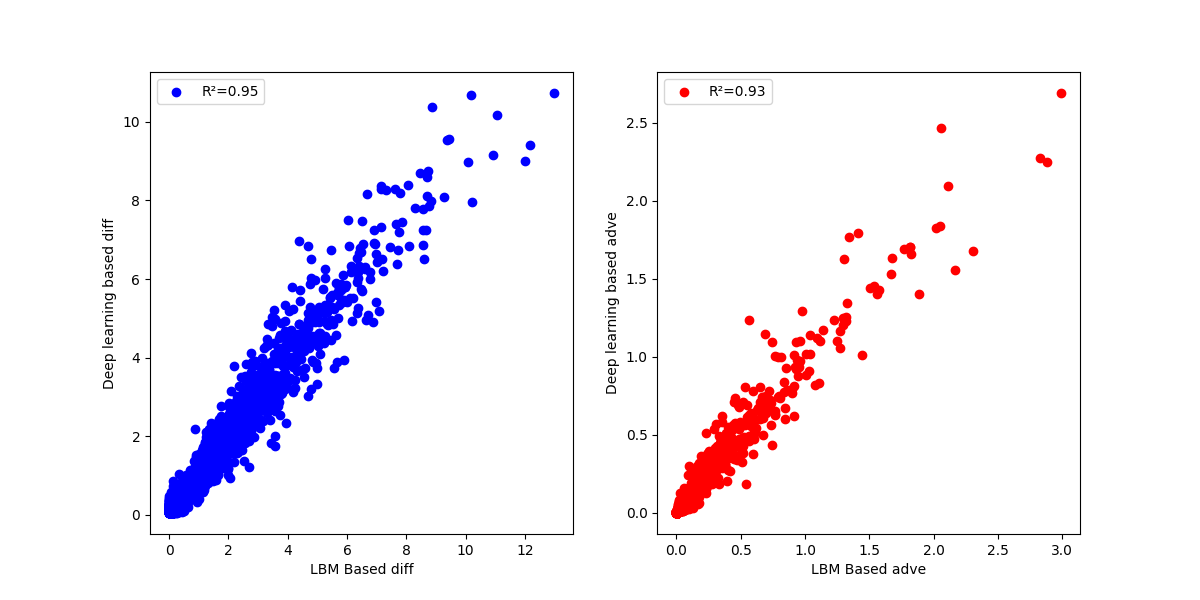 R²=0.95
R²=0.93
Deep learning based diff
10
8
6
4
2
0
0 2 4 6 8 10 12
LBM Based diff
Deep learning based adve
2.5
2.0
1.5
1.0
0.5
0.0
0.0 0.5 1.0 1.5 2.0 2.5 3.0
LBM Based adve